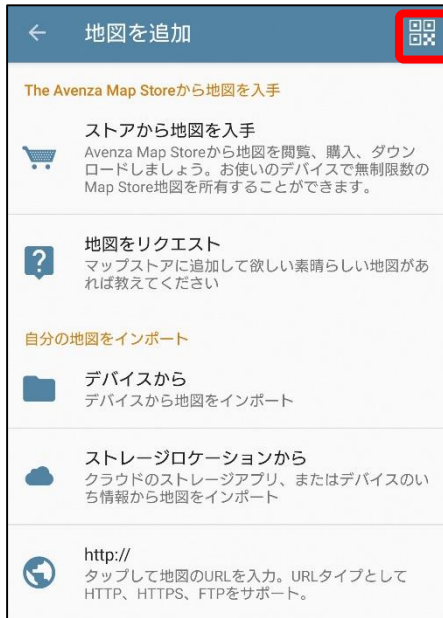 地図を追加
The Avenza Map Storeから地図を入手
ストアから地図を入手
Avenza Map Storeから地図を閲覧、購入、ダウン
ロードしましょう。お使いのデバイスで無制限数の
Map Store地図を所有することができます。
地図をリクエスト
マップストアに追加して欲しい素晴らしい地図があ
れば教えてください
自分の地図をインポート
デバイスから
デバイスから地図をインポート
ストレージロケーションから
クラウドのストレージアプリ、またはデバイスのい
ち情報から地図をインポート
http://
タップして地図のURLを入力。URLタイプとして
HTTP、HTTPS、FTPをサポート。